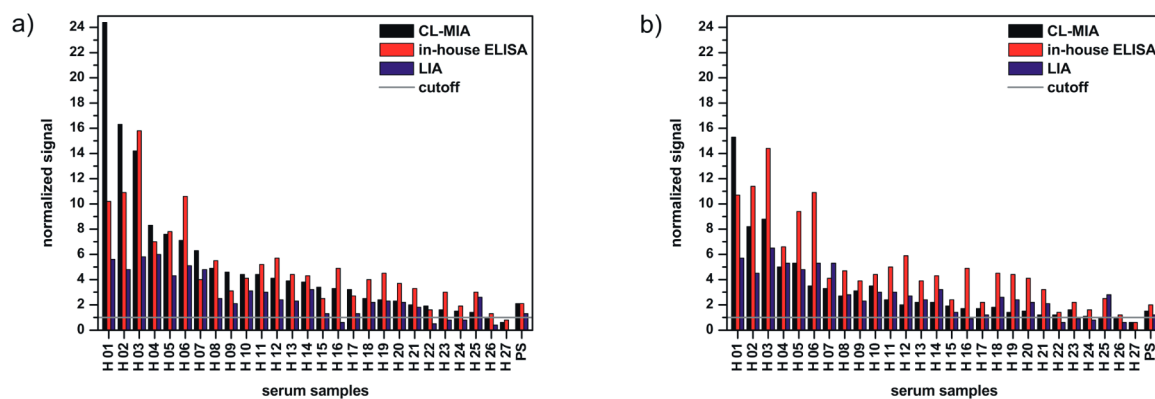 a)
normalized signal
24
22
20
18
16
14
12
10
8
6
4
2
0
CL-MIA
in-house ELISA
LIA
cutoff
H 01
H 02
H 03
H 04
H 05
H 06
H 07
H 08
H 09
H 10
H 11
H 12
H 13
H 14
H 15
H 16
H 17
H 18
H 19
H 20
H 21
H 22
H 23
H 24
H 25
H 26
H 27
PS
serum samples
b)
normalized signal
24
22
20
18
16
14
12
10
8
6
4
2
0
CL-MIA
in-house ELISA
LIA
cutoff
H 01
H 02
H 03
H 04
H 05
H 06
H 07
H 08
H 09
H 10
H 11
H 12
H 13
H 14
H 15
H 16
H 17
H 18
H 19
H 20
H 21
H 22
H 23
H 24
H 25
H 26
H 27
PS
serum samples